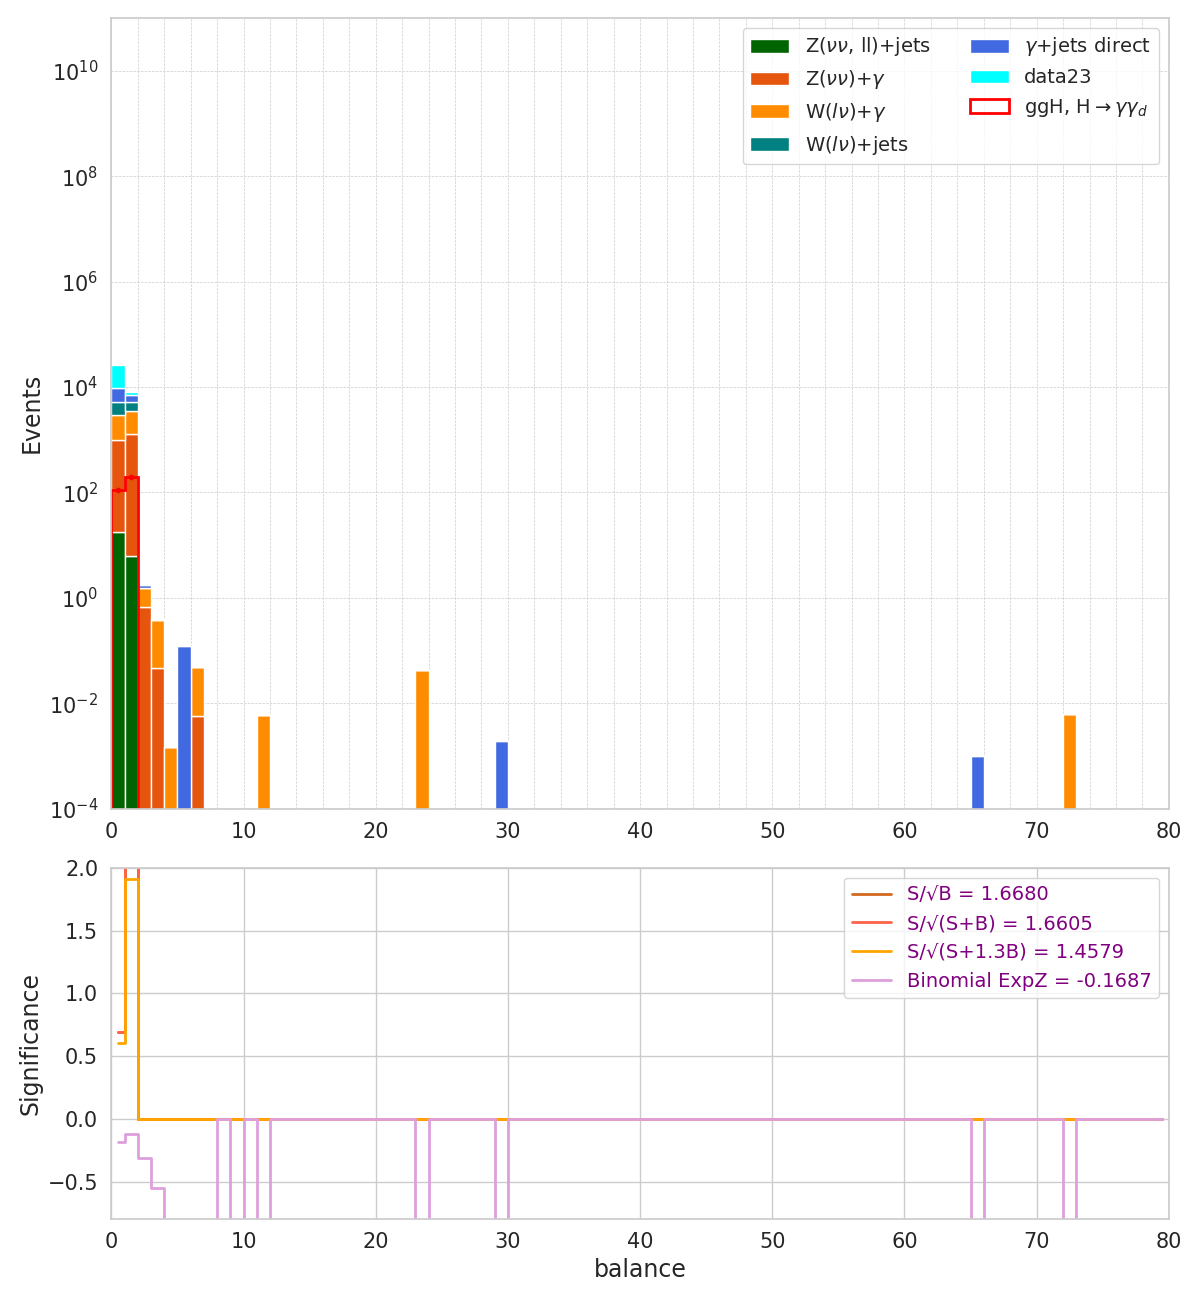 Z(νν, ll)+jets
Z(νν)+γ
W(lν)+γ
W(lν)+jets
γ+jets direct
data23
ggH, H→γγd
Events
10^10
10^8
10^6
10^4
10^2
10^0
10^−2
10^−4
0 10 20 30 40 50 60 70 80
S/√B = 1.6680
S/√(S+B) = 1.6605
S/√(S+1.3B) = 1.4579
Binomial ExpZ = -0.1687
Significance
2.0
1.5
1.0
0.5
0.0
−0.5
0 10 20 30 40 50 60 70 80
balance